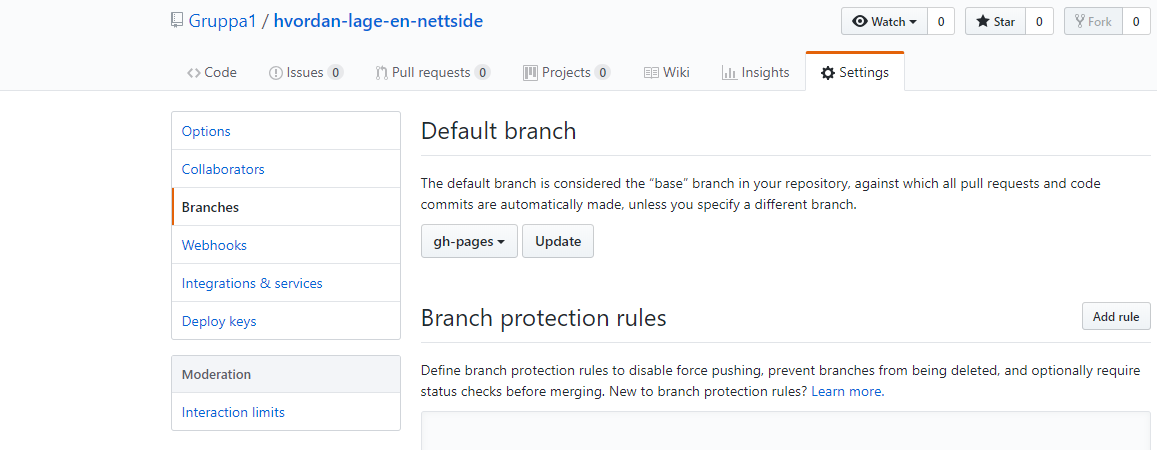 Gruppa1 / hvordan-lage-en-nettside
Watch 0 Star 0 Fork 0
Code Issues 0 Pull requests 0 Projects 0 Wiki Insights Settings
Options
Collaborators
Branches
Webhooks
Integrations & services
Deploy keys
Moderation
Interaction limits
Default branch
The default branch is considered the “base” branch in your repository, against which all pull requests and code
commits are automatically made, unless you specify a different branch.
gh-pages Update
Branch protection rules
Add rule
Define branch protection rules to disable force pushing, prevent branches from being deleted, and optionally require
status checks before merging. New to branch protection rules? Learn more.